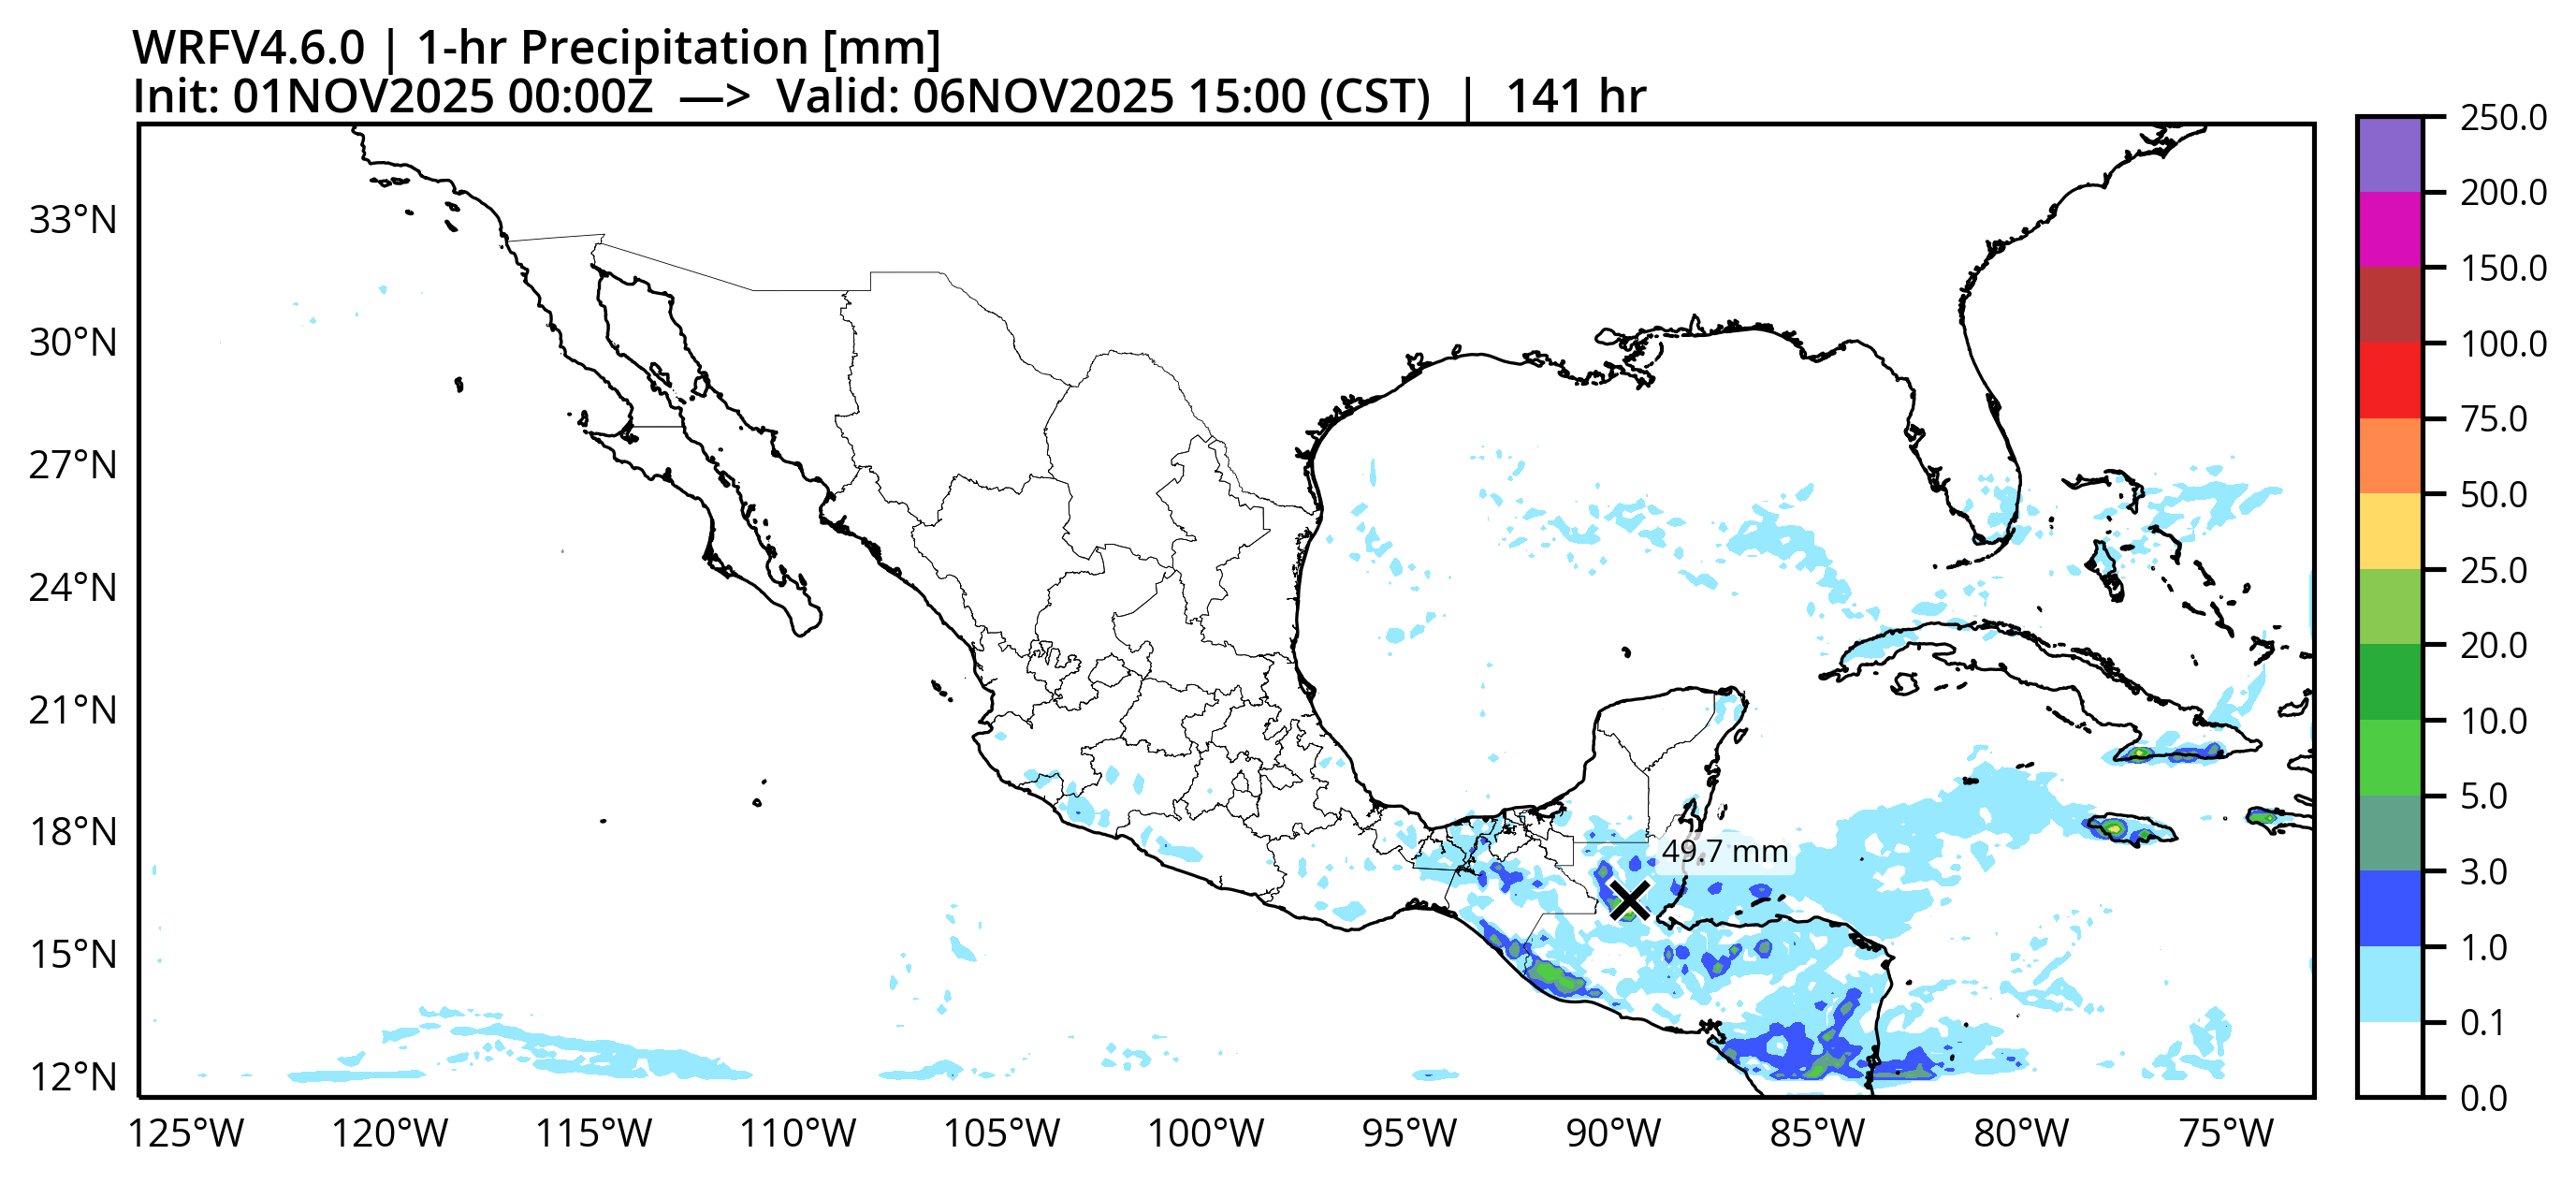 WRFV4.6.0 | 1-hr Precipitation [mm]
Init: 01NOV2025 00:00Z —> Valid: 06NOV2025 15:00 (CST) | 141 hr
33°N
30°N
27°N
24°N
21°N
18°N
15°N
12°N
125°W 120°W 115°W 110°W 105°W 100°W 95°W 90°W 85°W 80°W 75°W
49.7 mm
250.0
200.0
150.0
100.0
75.0
50.0
25.0
20.0
10.0
5.0
3.0
1.0
0.1
0.0